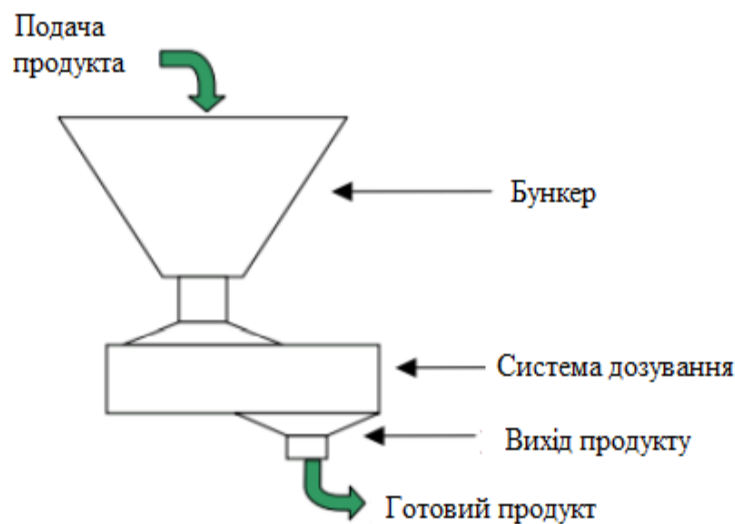 Подача
продукта
Бункер
Система дозування
Вихід продукту
Готовий продукт